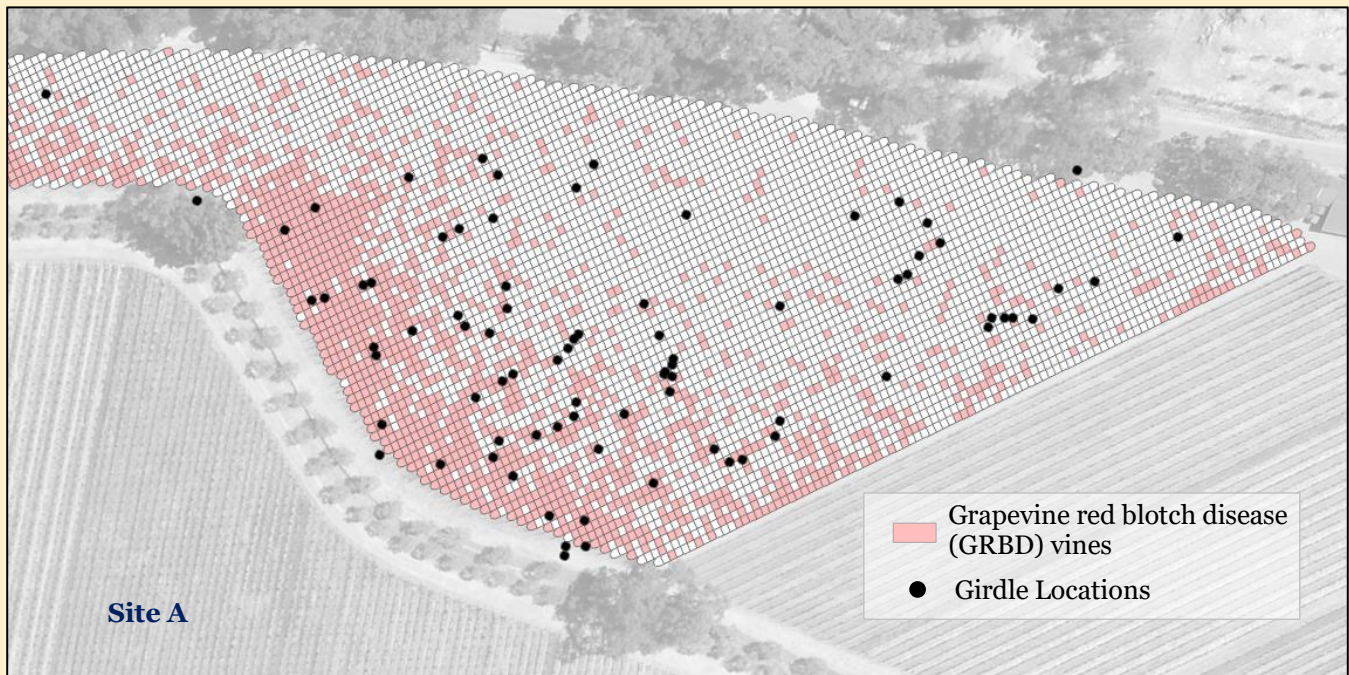 Grapevine red blotch disease
(GRBD) vines
Girdle Locations
Site A